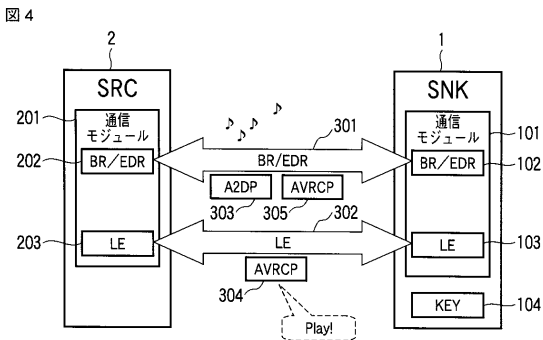 図4
2
SRC
201
通信
モジュール
202
BR/EDR
203
LE
301
BR/EDR
A2DP
AVRCP
303
305
302
LE
AVRCP
304
Play!
1
SNK
通信
モジュール
101
BR/EDR
102
LE
103
KEY
104